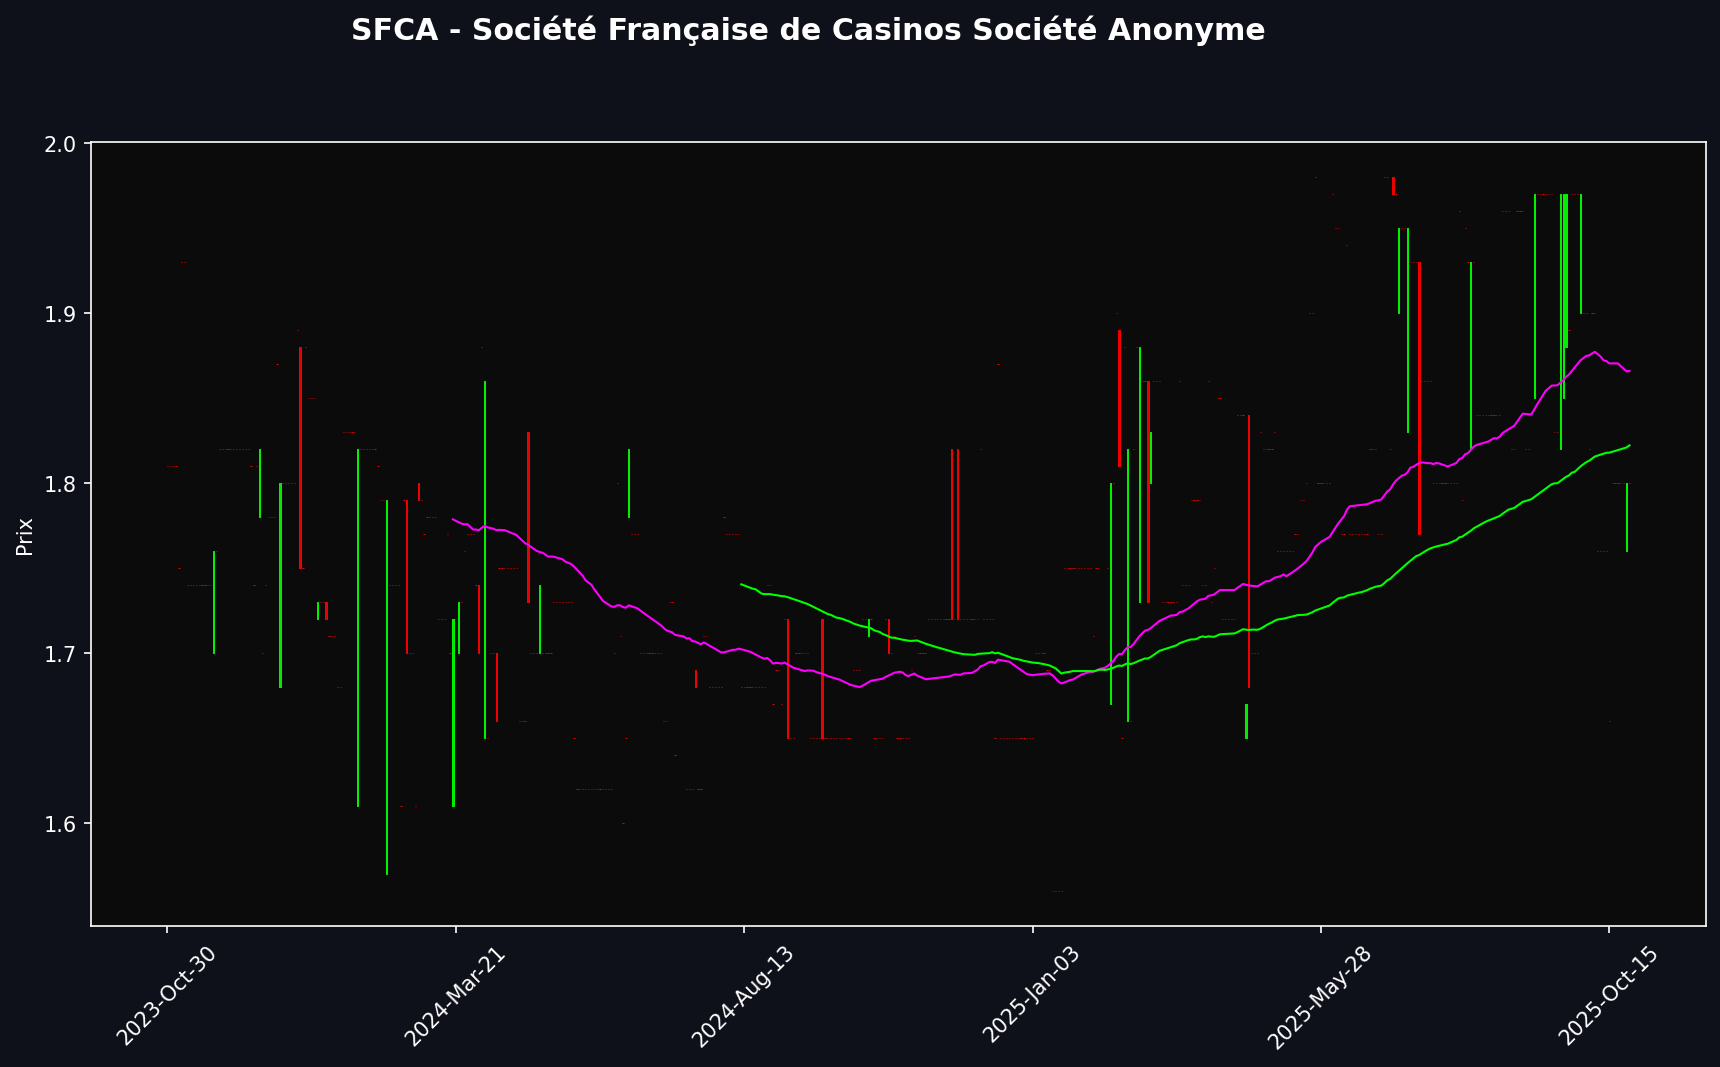 SFCA - Société Française de Casinos Société Anonyme
2.0
1.9
1.8
1.7
1.6
Prix
2023-Oct-30
2024-Mar-21
2024-Aug-13
2025-Jan-03
2025-May-28
2025-Oct-15